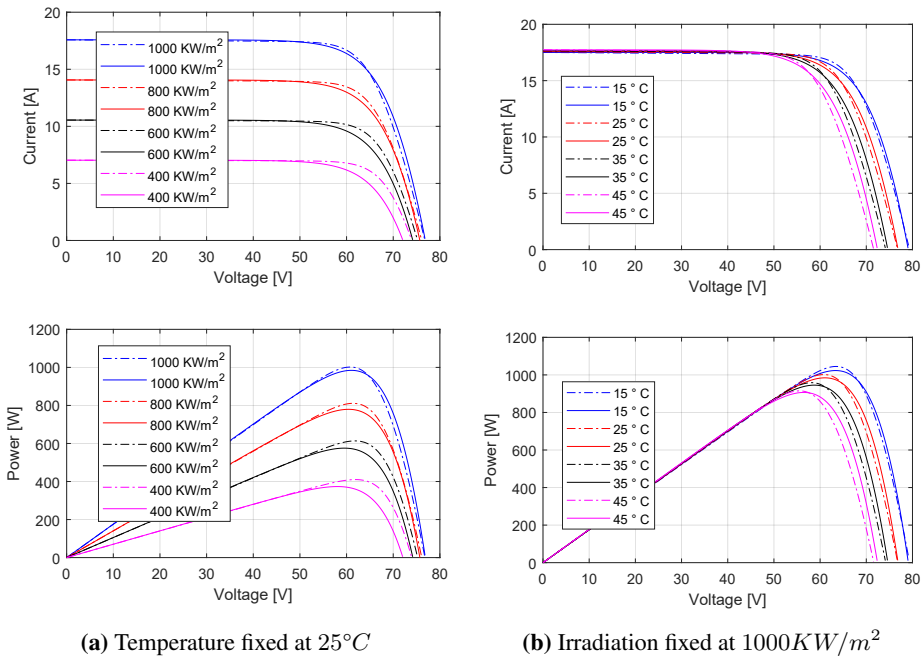 20
15
10
5
0
Current [A]
1000 KW/m²
1000 KW/m²
800 KW/m²
800 KW/m²
600 KW/m²
600 KW/m²
400 KW/m²
400 KW/m²
0 10 20 30 40 50 60 70 80
Voltage [V]
20
15
10
5
0
Current [A]
15 ° C
15 ° C
25 ° C
25 ° C
35 ° C
35 ° C
45 ° C
45 ° C
0 10 20 30 40 50 60 70 80
Voltage [V]
1200
1000
800
600
400
200
0
Power [W]
1000 KW/m²
1000 KW/m²
800 KW/m²
800 KW/m²
600 KW/m²
600 KW/m²
400 KW/m²
400 KW/m²
0 10 20 30 40 50 60 70 80
Voltage [V]
1200
1000
800
600
400
200
0
Power [W]
15 ° C
15 ° C
25 ° C
25 ° C
35 ° C
35 ° C
45 ° C
45 ° C
0 10 20 30 40 50 60 70 80
Voltage [V]
(a) Temperature fixed at 25°C
(b) Irradiation fixed at 1000KW/m²